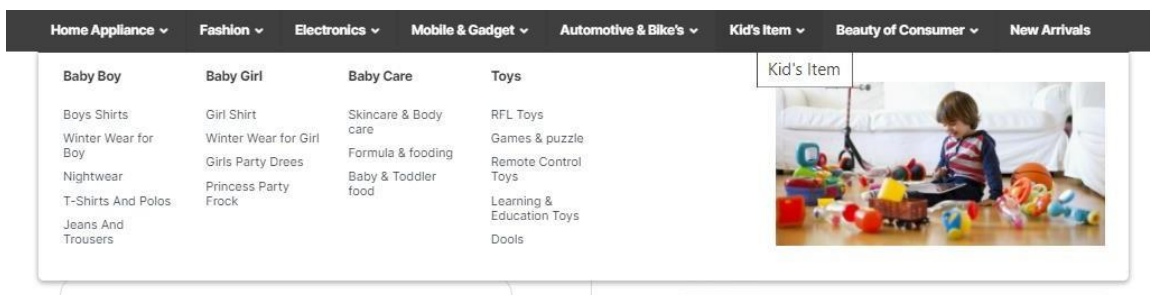 Home Appliance Fashion Electronics Mobile & Gadget Automotive & Bike's Kid's Item Beauty of Consumer New Arrivals
Kid's Item
Baby Boy
Boys Shirts
Winter Wear for
Boy
Nightwear
T-Shirts And Polos
Jeans And
Trousers
Baby Girl
Girl Shirt
Winter Wear for Girl
Girls Party Drees
Princess Party
Frock
Baby Care
Skincare & Body
care
Formula & fooding
Baby & Toddler
food
Toys
RFL Toys
Games & puzzle
Remote Control
Toys
Learning &
Education Toys
Dools